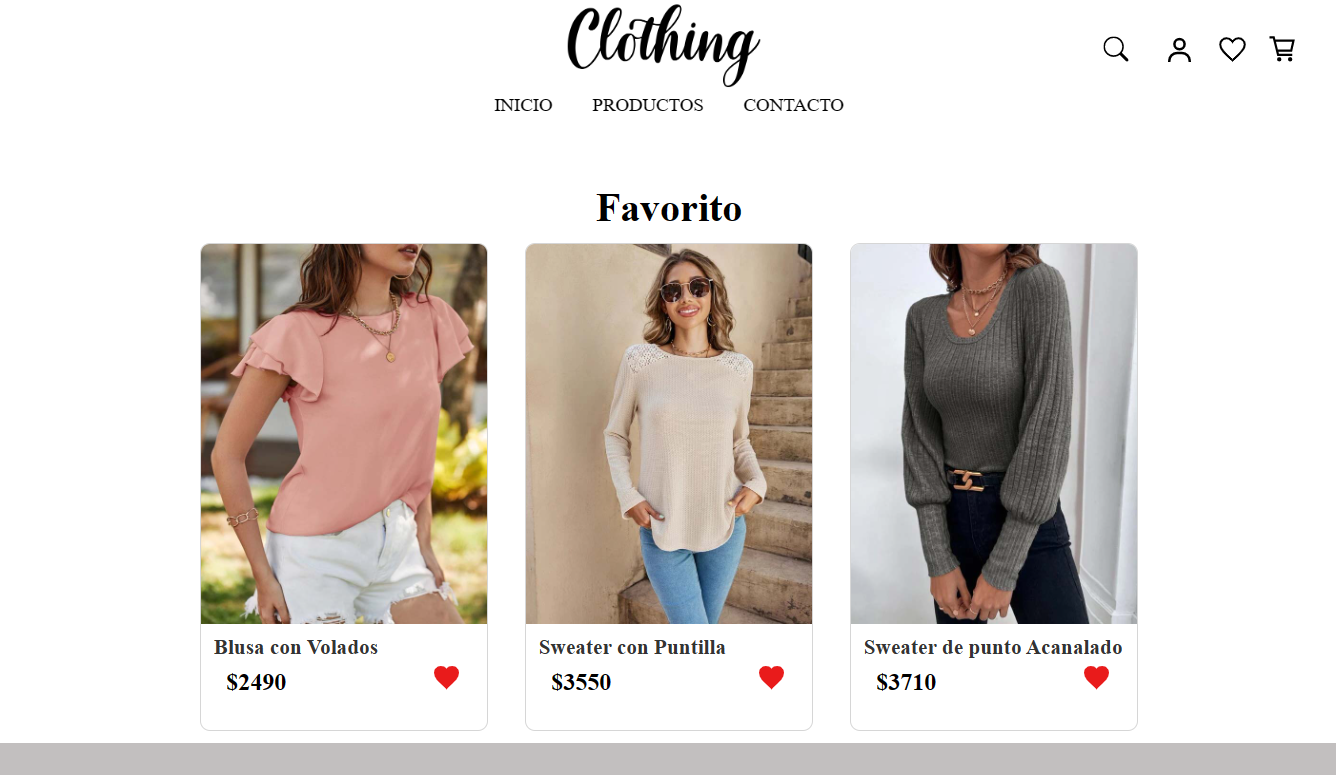 Clothing
INICIO PRODUCTOS CONTACTO
Favorito
Blusa con Volados
$2490
Sweater con Puntilla
$3550
Sweater de punto Acanalado
$3710